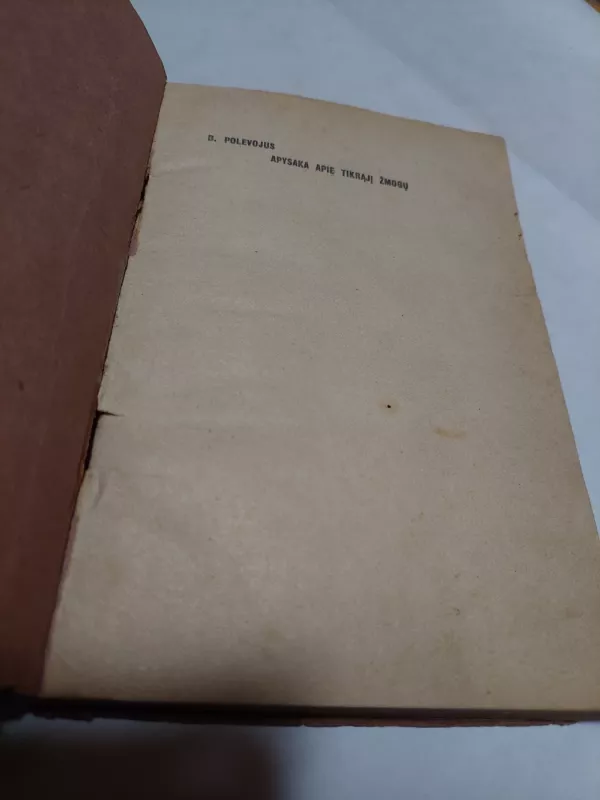 B. POLEVOJUS
APYSAKA APIE TIKRĄJĮ ŽMOGŲ